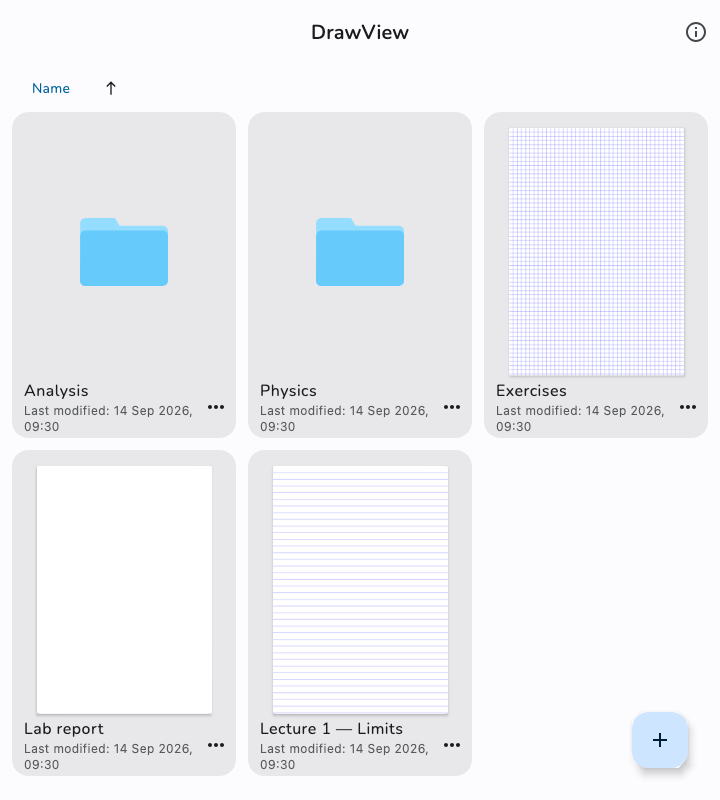 DrawView
Name
Analysis
Last modified: 14 Sep 2026,
09:30
Physics
Last modified: 14 Sep 2026,
09:30
Exercises
Last modified: 14 Sep 2026,
09:30
Lab report
Last modified: 14 Sep 2026,
09:30
Lecture 1 — Limits
Last modified: 14 Sep 2026,
09:30